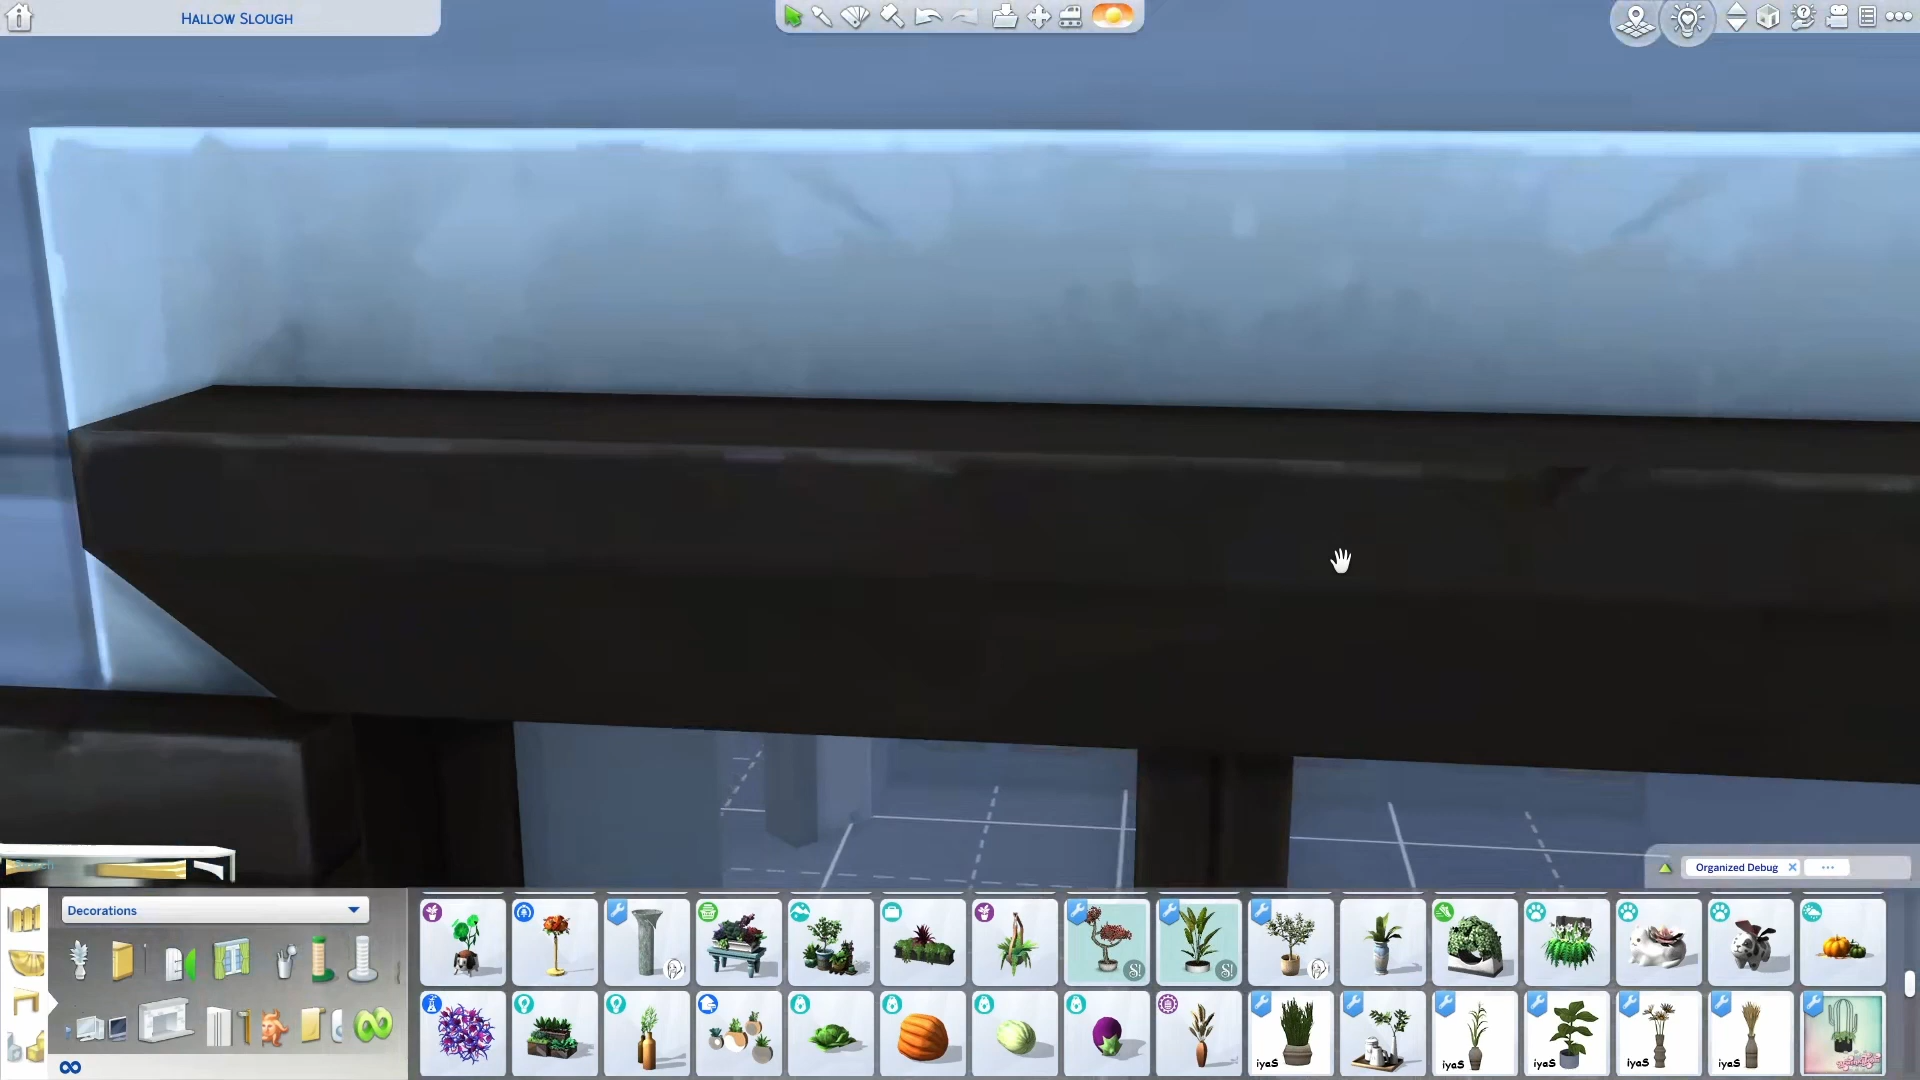 HALLOW SLOUGH
Organized Debug
Decorations
S!
S!
iyaS
iyaS
iyaS
iyaS
iyaS